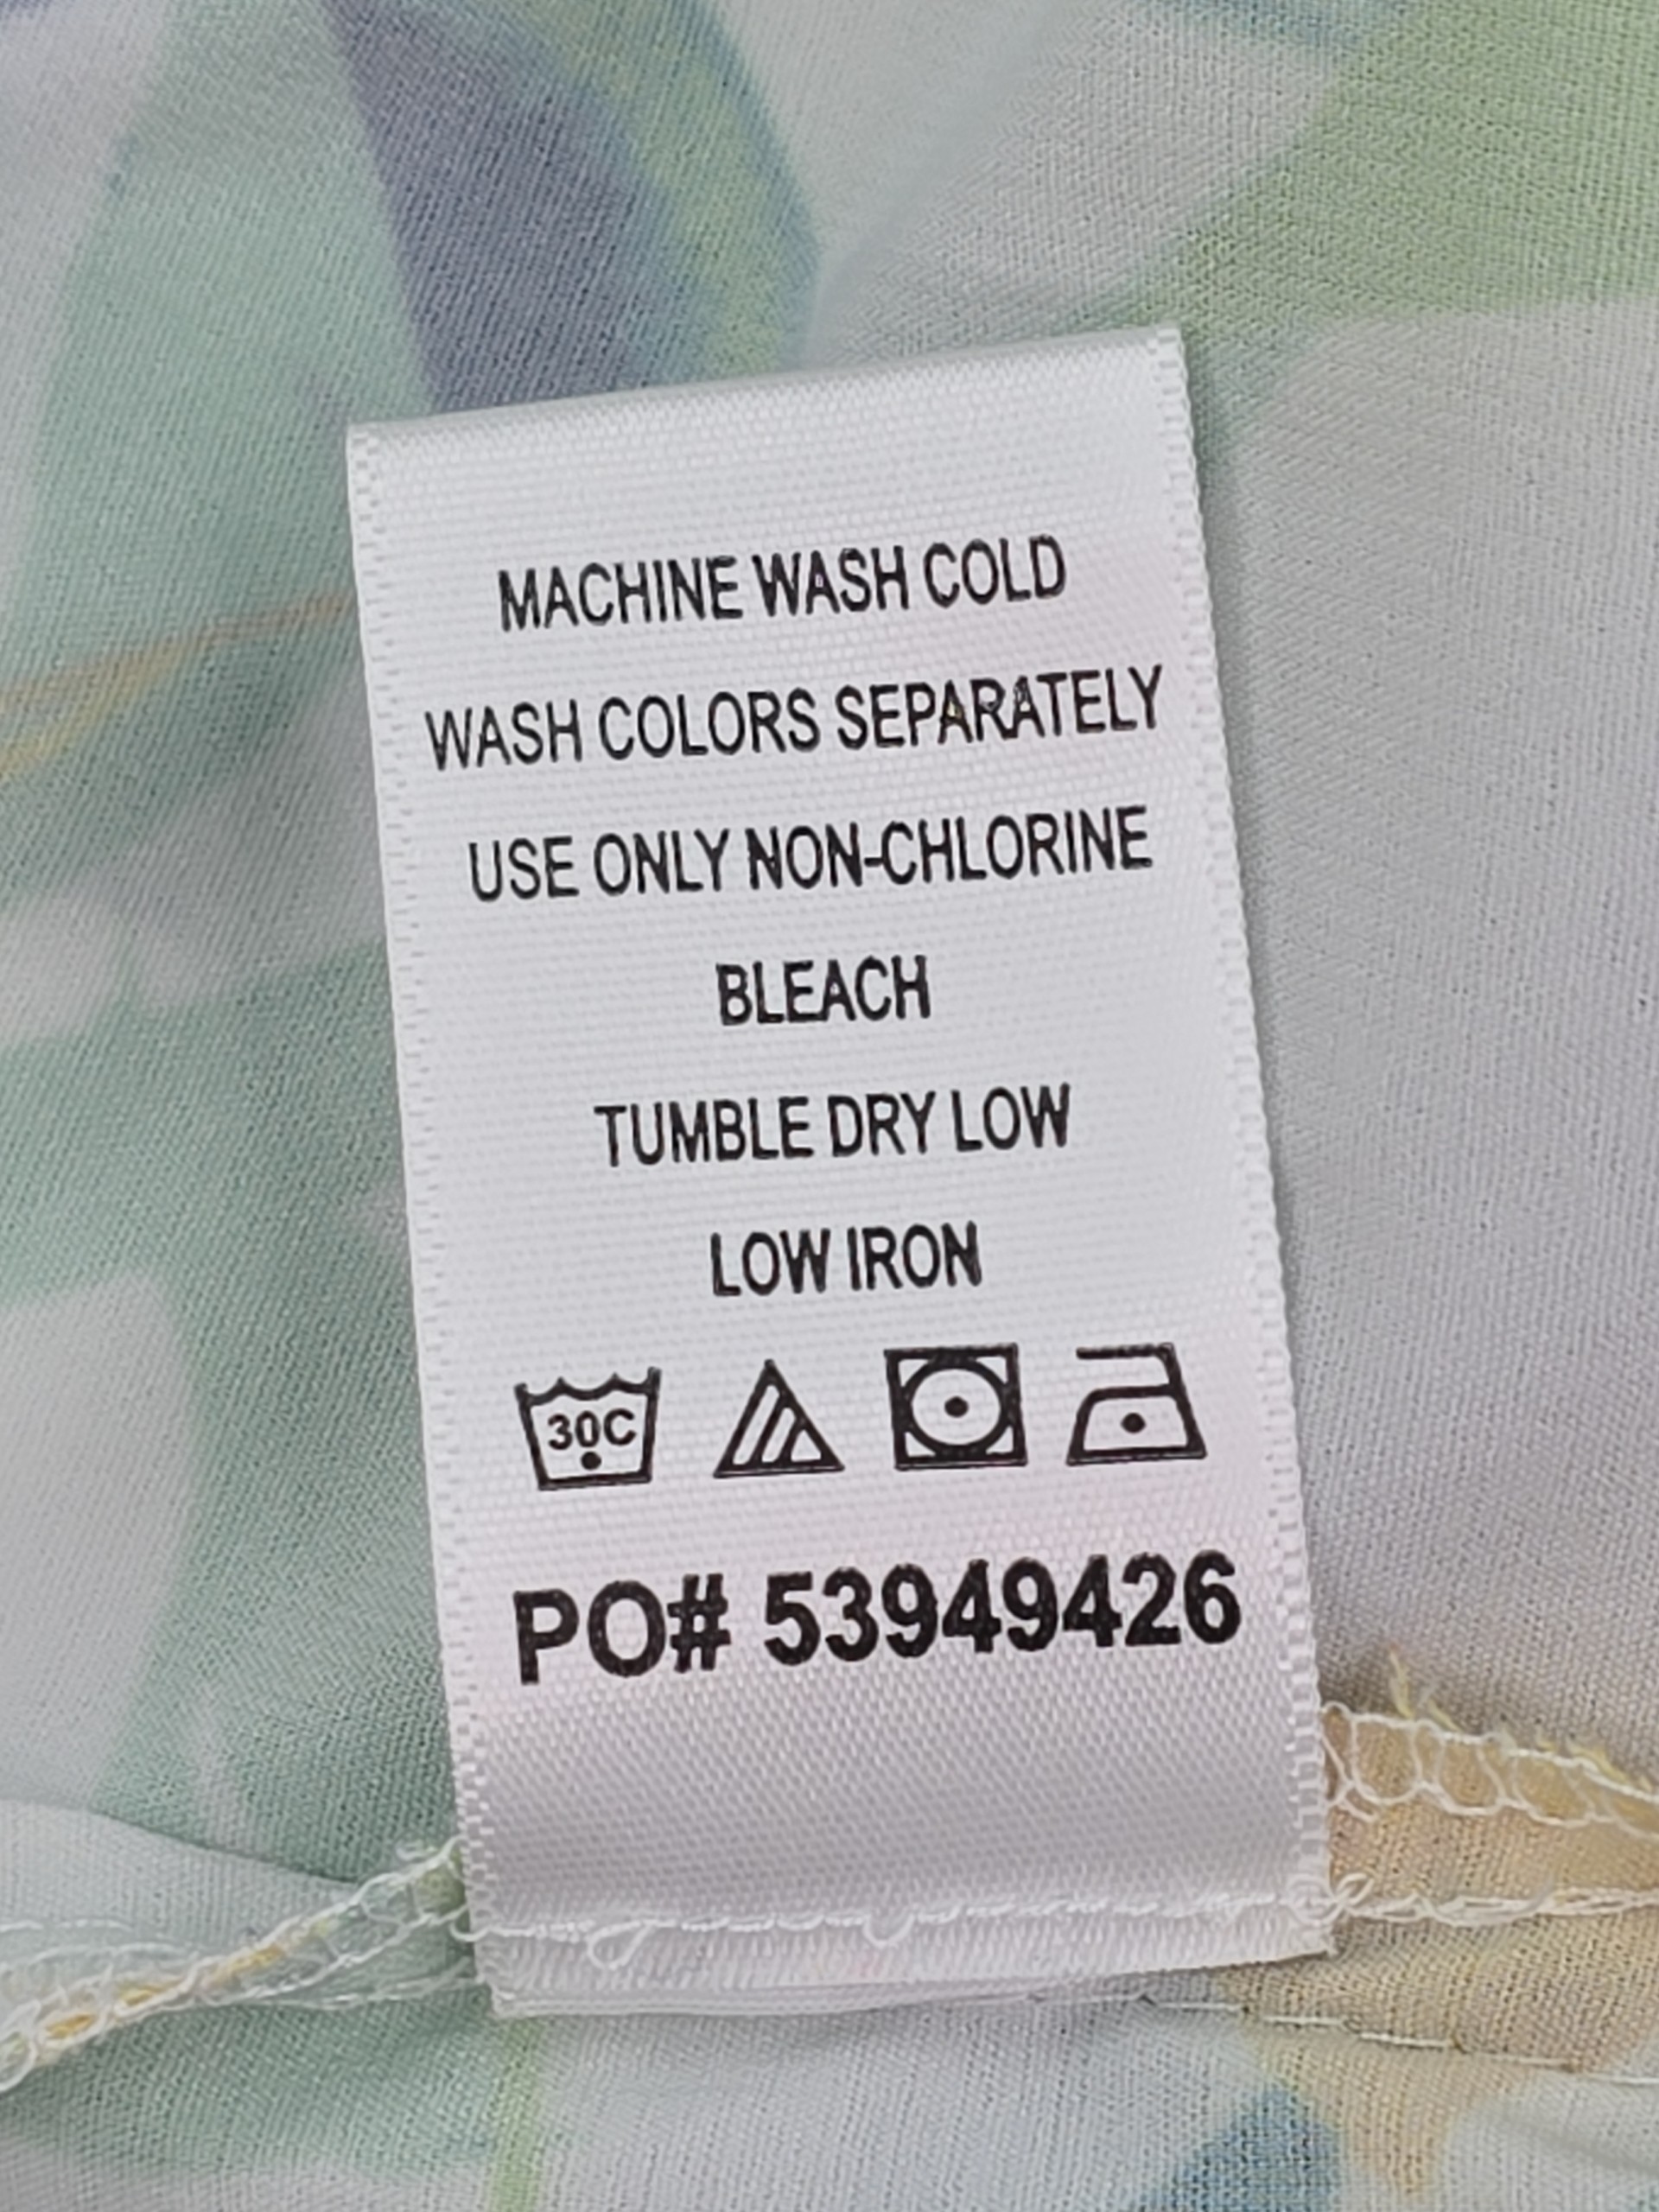 MACHINE WASH COLD
WASH COLORS SEPARATELY
USE ONLY NON-CHLORINE
BLEACH
TUMBLE DRY LOW
LOW IRON
30C
PO# 53949426